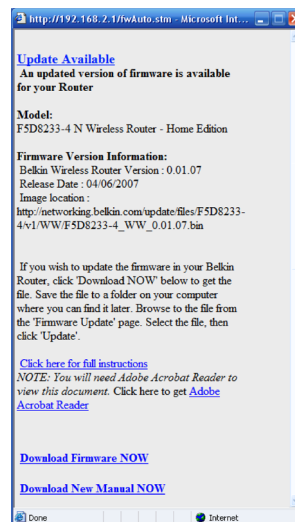 http://192.168.2.1/fwAuto.stm - Microsoft Int...
Update Available
An updated version of firmware is available
for your Router
Model:
F5D8233-4 N Wireless Router - Home Edition
Firmware Version Information:
Belkin Wireless Router Version : 0.01.07
Release Date : 04/06/2007
Image location :
http://networking.belkin.com/update/files/F5D8233-
4/v1/WW/F5D8233-4_WW_0.01.07.bin
If you wish to update the firmware in your Belkin
Router, click 'Download NOW' below to get the
file. Save the file to a folder on your computer
where you can find it later. Browse to the file from
the 'Firmware Update' page. Select the file, then
click 'Update'.
Click here for full instructions
NOTE: You will need Adobe Acrobat Reader to
view this document. Click here to get Adobe
Acrobat Reader
Download Firmware NOW
Download New Manual NOW
Done
Internet